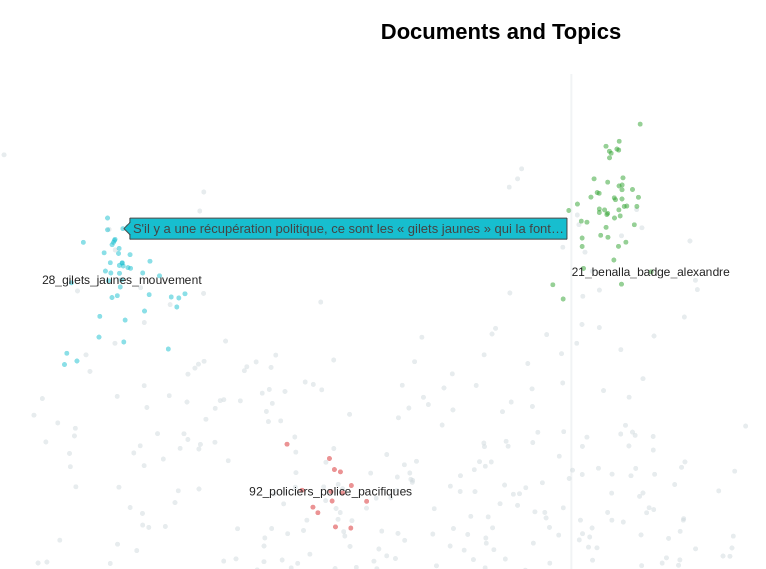 Documents and Topics
S'il y a une récupération politique, ce sont les « gilets jaunes » qui la font…
21_benalla_badge_alexandre
28_gilets_jaunes_mouvement
92_policiers_police_pacifiques